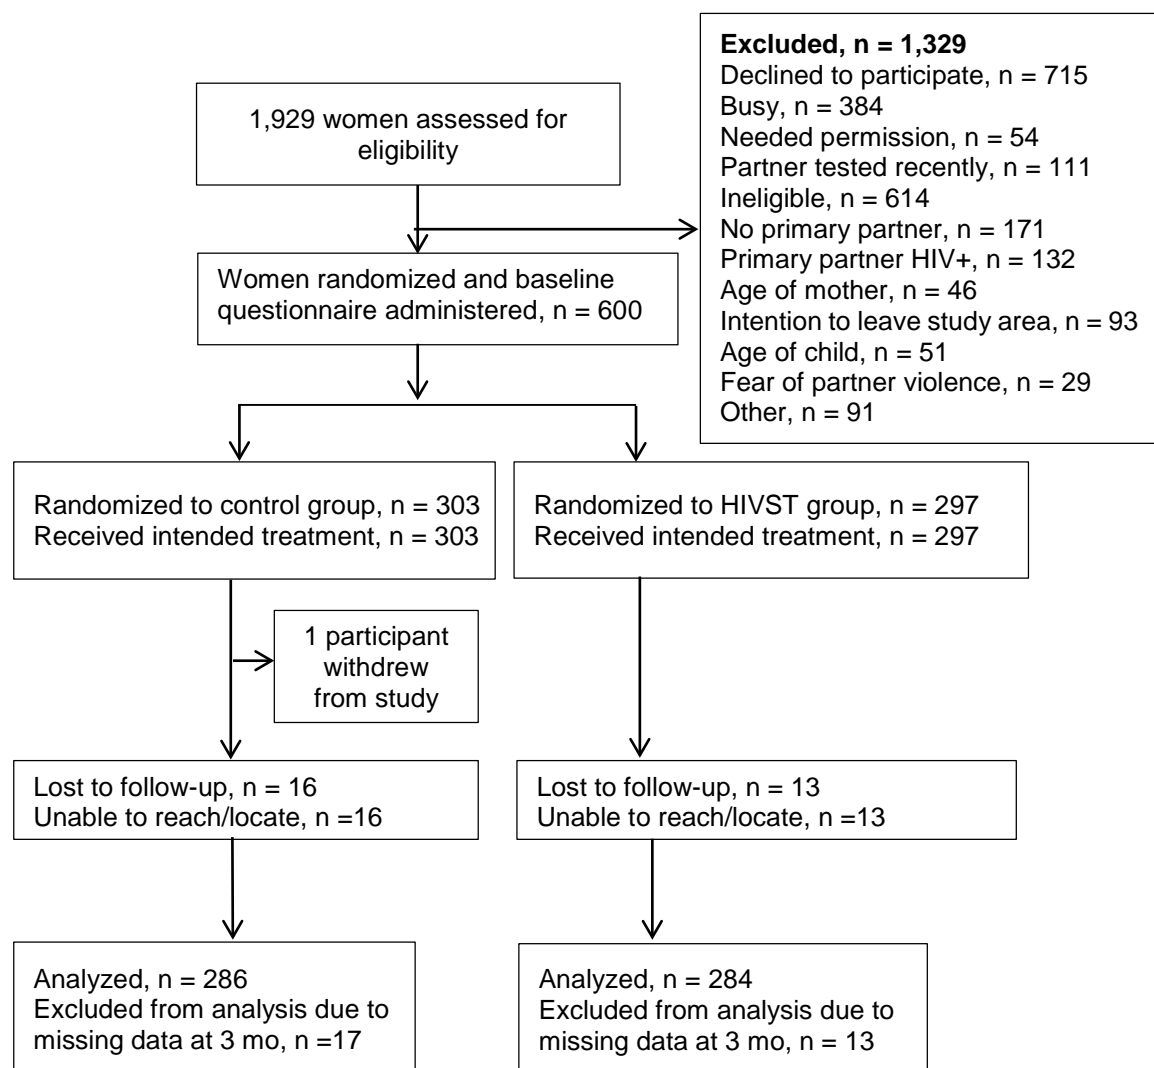 1,929 women assessed for
eligibility
Excluded, n = 1,329
Declined to participate, n = 715
Busy, n = 384
Needed permission, n = 54
Partner tested recently, n = 111
Ineligible, n = 614
No primary partner, n = 171
Primary partner HIV+, n = 132
Age of mother, n = 46
Intention to leave study area, n = 93
Age of child, n = 51
Fear of partner violence, n = 29
Other, n = 91
Women randomized and baseline
questionnaire administered, n = 600
Randomized to control group, n = 303
Received intended treatment, n = 303
Randomized to HIVST group, n = 297
Received intended treatment, n = 297
1 participant
withdrew
from study
Lost to follow-up, n = 16
Unable to reach/locate, n =16
Lost to follow-up, n = 13
Unable to reach/locate, n =13
Analyzed, n = 286
Excluded from analysis due to
missing data at 3 mo, n =17
Analyzed, n = 284
Excluded from analysis due to
missing data at 3 mo, n = 13